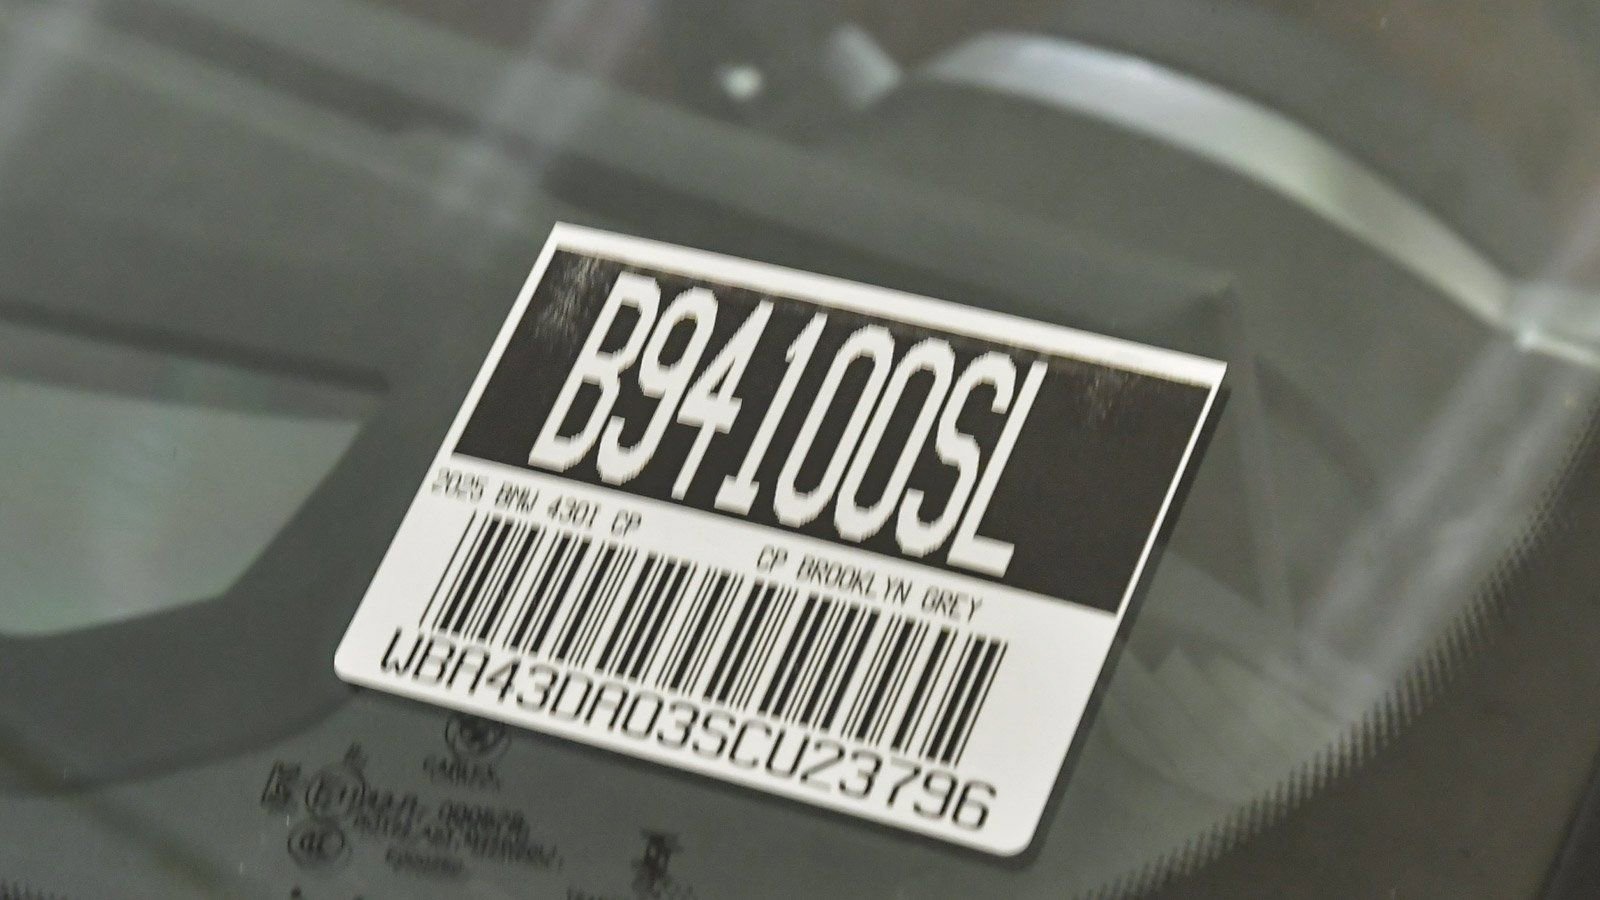 B94100SL
2025 BMW 430I CP
CP BROOKLYN GREY
WBA43DA03SCU23796